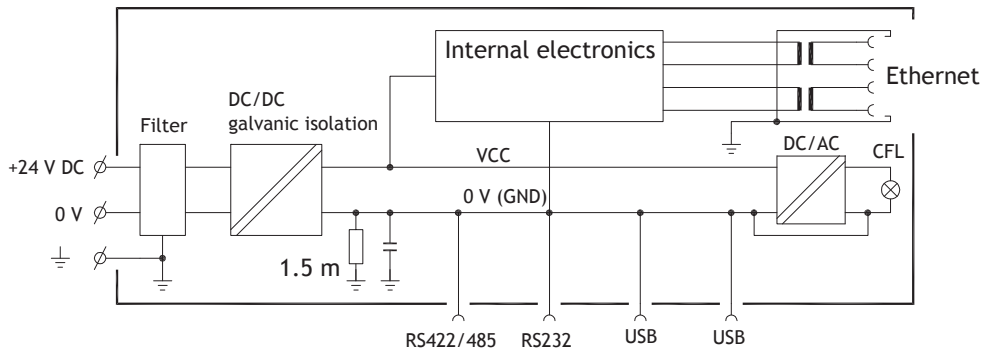 Internal electronics
Ethernet
DC/DC
galvanic isolation
Filter
DC/AC
CFL
+24 V DC
VCC
0 V
0 V (GND)
1.5 m
RS422/485
RS232
USB
USB